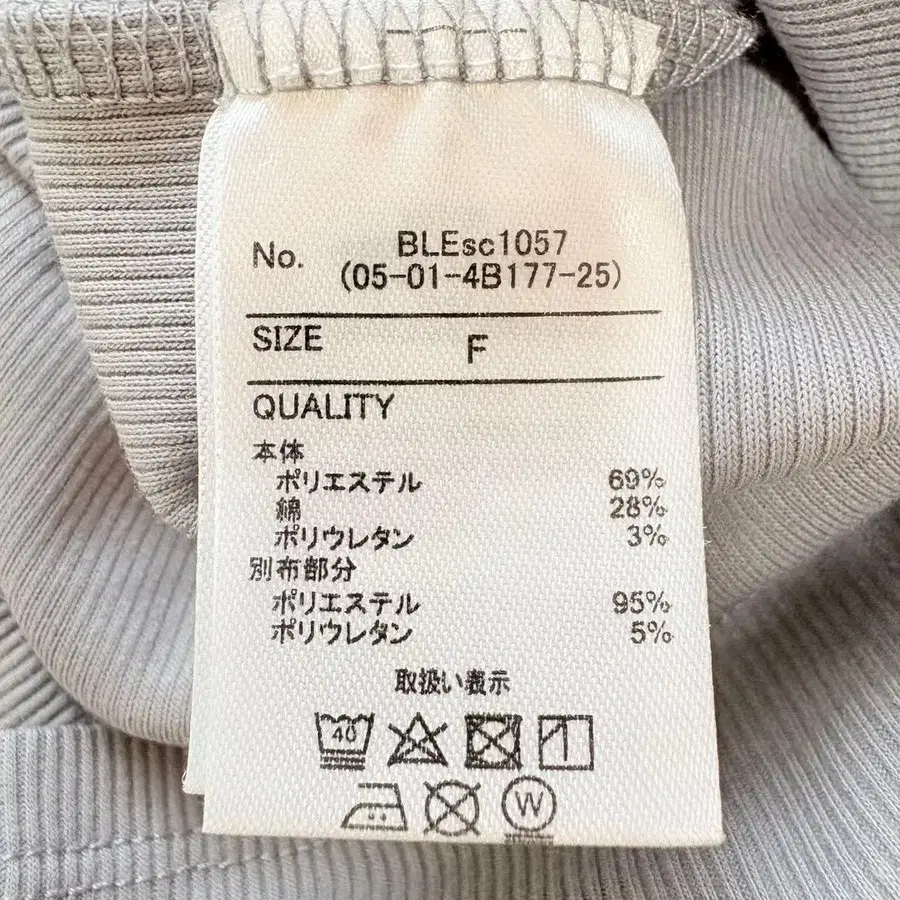 No. BLEsc1057
(05-01-4B177-25)
SIZE F
QUALITY
本体
ポリエステル 69%
綿 28%
ポリウレタン 3%
別布部分
ポリエステル 95%
ポリウレタン 5%
取扱い表示
40
W